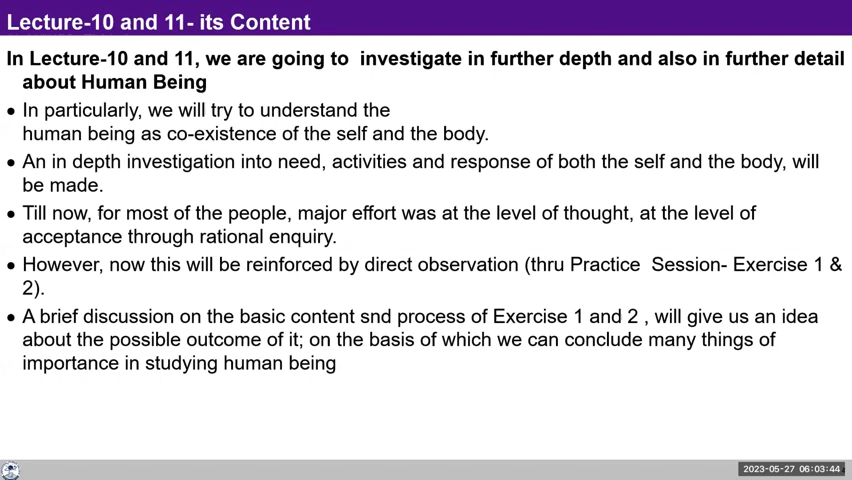 Lecture-10 and 11- its Content
In Lecture-10 and 11, we are going to investigate in further depth and also in further detail
about Human Being
• In particularly, we will try to understand the
human being as co-existence of the self and the body.
• An in depth investigation into need, activities and response of both the self and the body, will
be made.
• Till now, for most of the people, major effort was at the level of thought, at the level of
acceptance through rational enquiry.
• However, now this will be reinforced by direct observation (thru Practice Session- Exercise 1 &
2).
• A brief discussion on the basic content snd process of Exercise 1 and 2 , will give us an idea
about the possible outcome of it; on the basis of which we can conclude many things of
importance in studying human being
2023-05-27 06:03:44